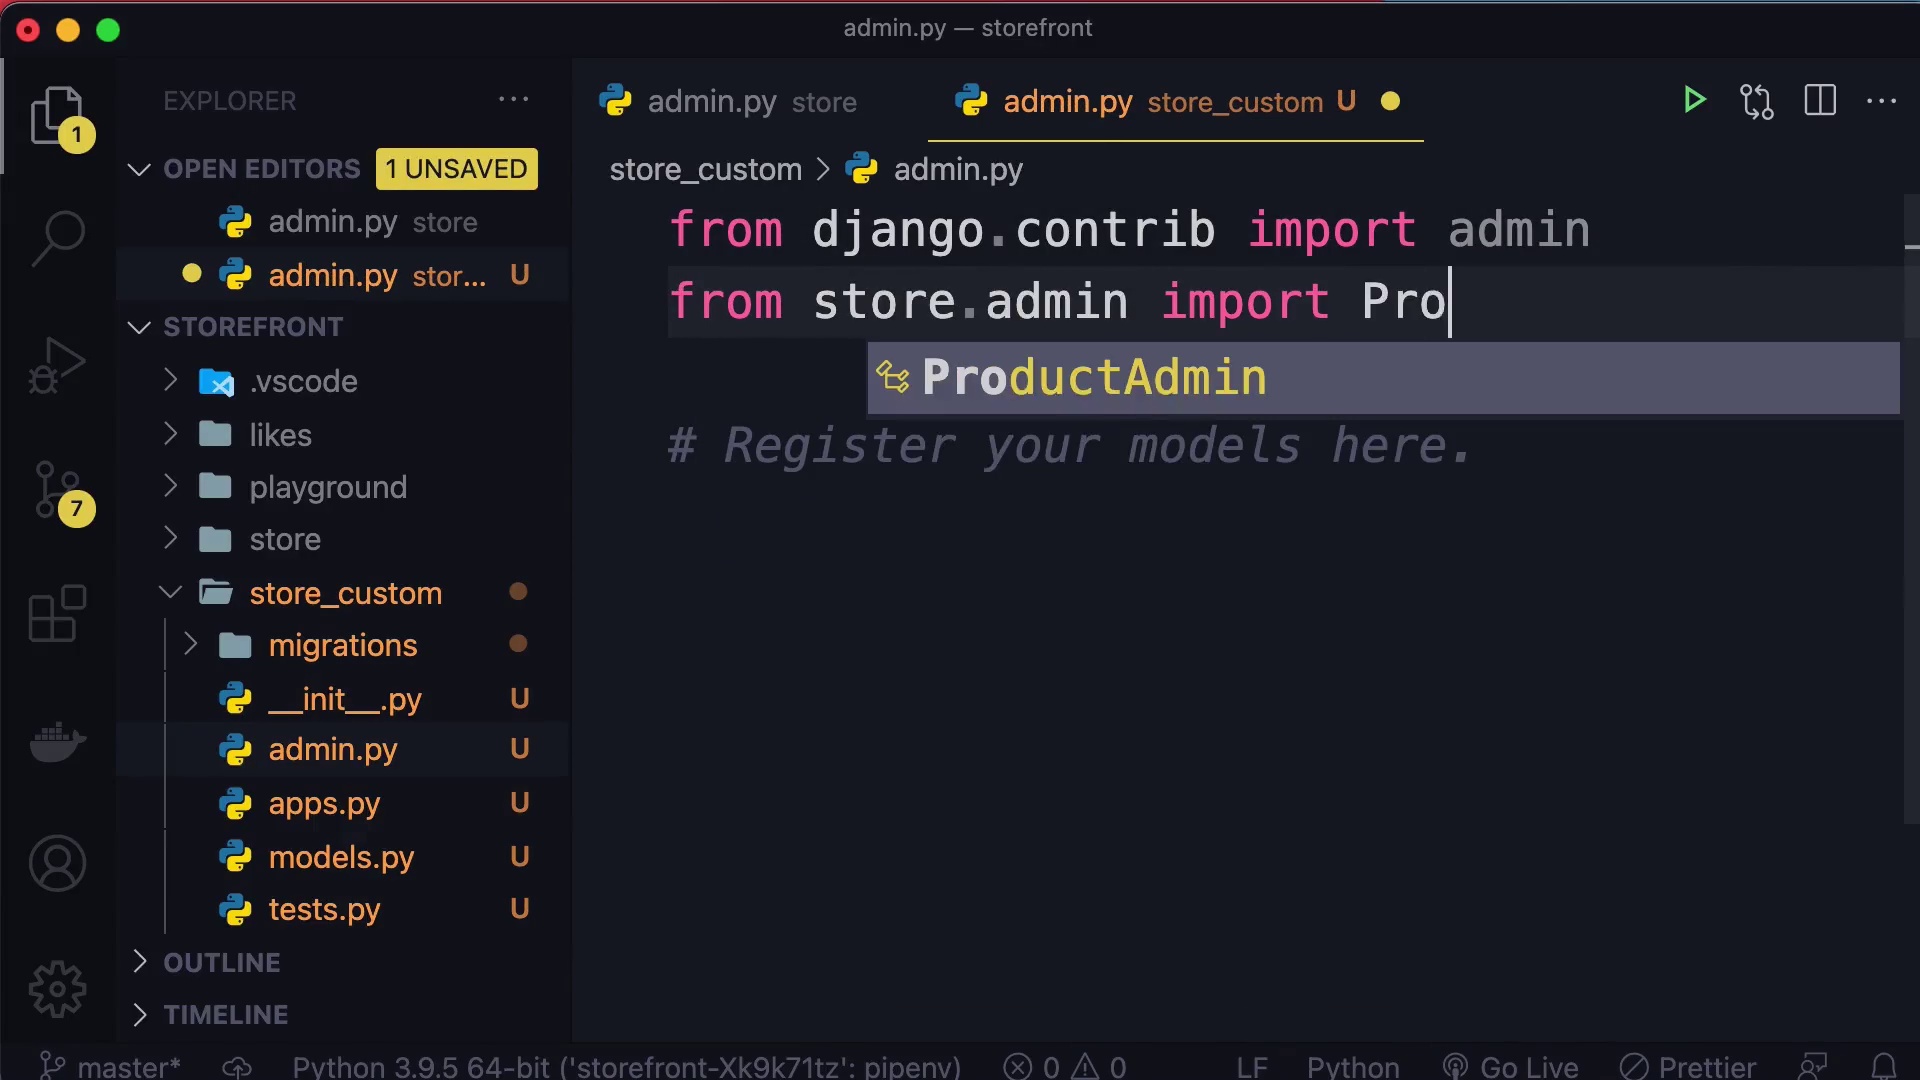 admin.py — storefront
EXPLORER
1
OPEN EDITORS 1 UNSAVED
admin.py store
admin.py stor... U
STOREFRONT
.vscode
likes
playground
7
store
store_custom
migrations
__init__.py U
admin.py U
apps.py U
models.py U
tests.py U
OUTLINE
TIMELINE
admin.py store
admin.py store_custom U
store_custom > admin.py
from django.contrib import admin
from store.admin import Pro
ProductAdmin
# Register your models here.
master* Python 3.9.5 64-bit ('storefront-Xk9k71tz': pipenv) 0 0 LF Python Go Live Prettier